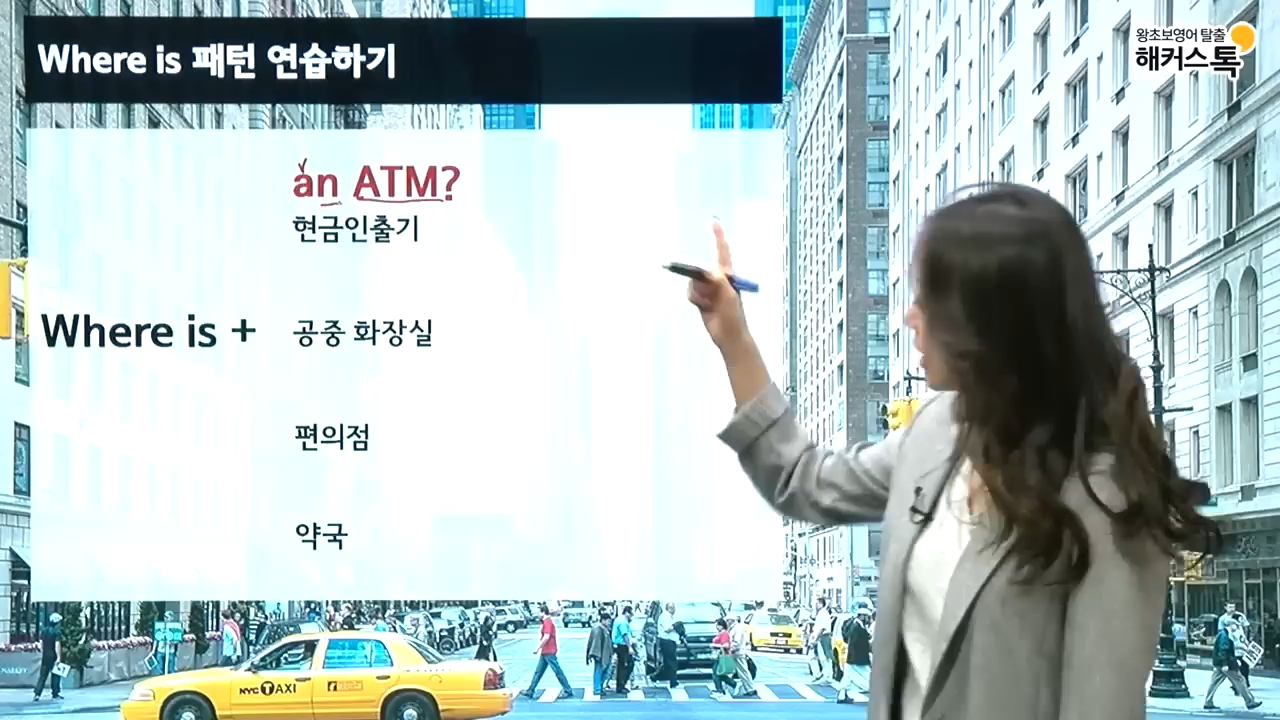 Where is 패턴 연습하기
왕초보영어 탈출
해커스톡
an ATM?
현금인출기
Where is +
공중 화장실
편의점
약국
NYC TAXI